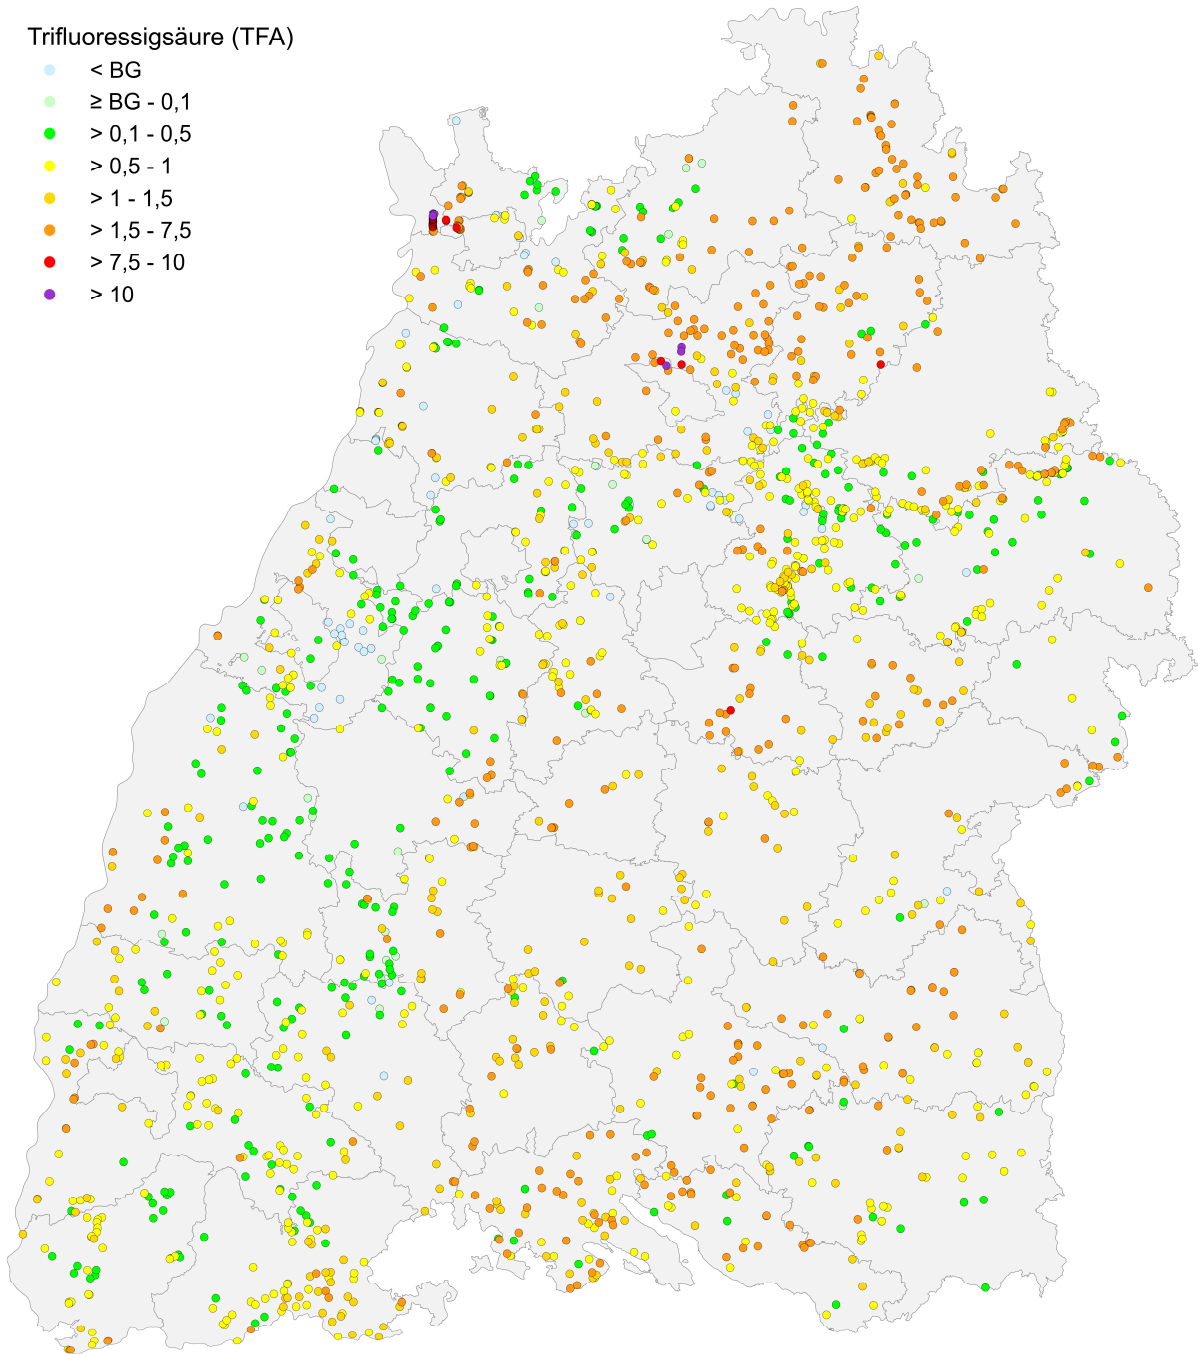 Trifluoressigsäure (TFA)
< BG
≥ BG - 0,1
> 0,1 - 0,5
> 0,5 - 1
> 1 - 1,5
> 1,5 - 7,5
> 7,5 - 10
> 10